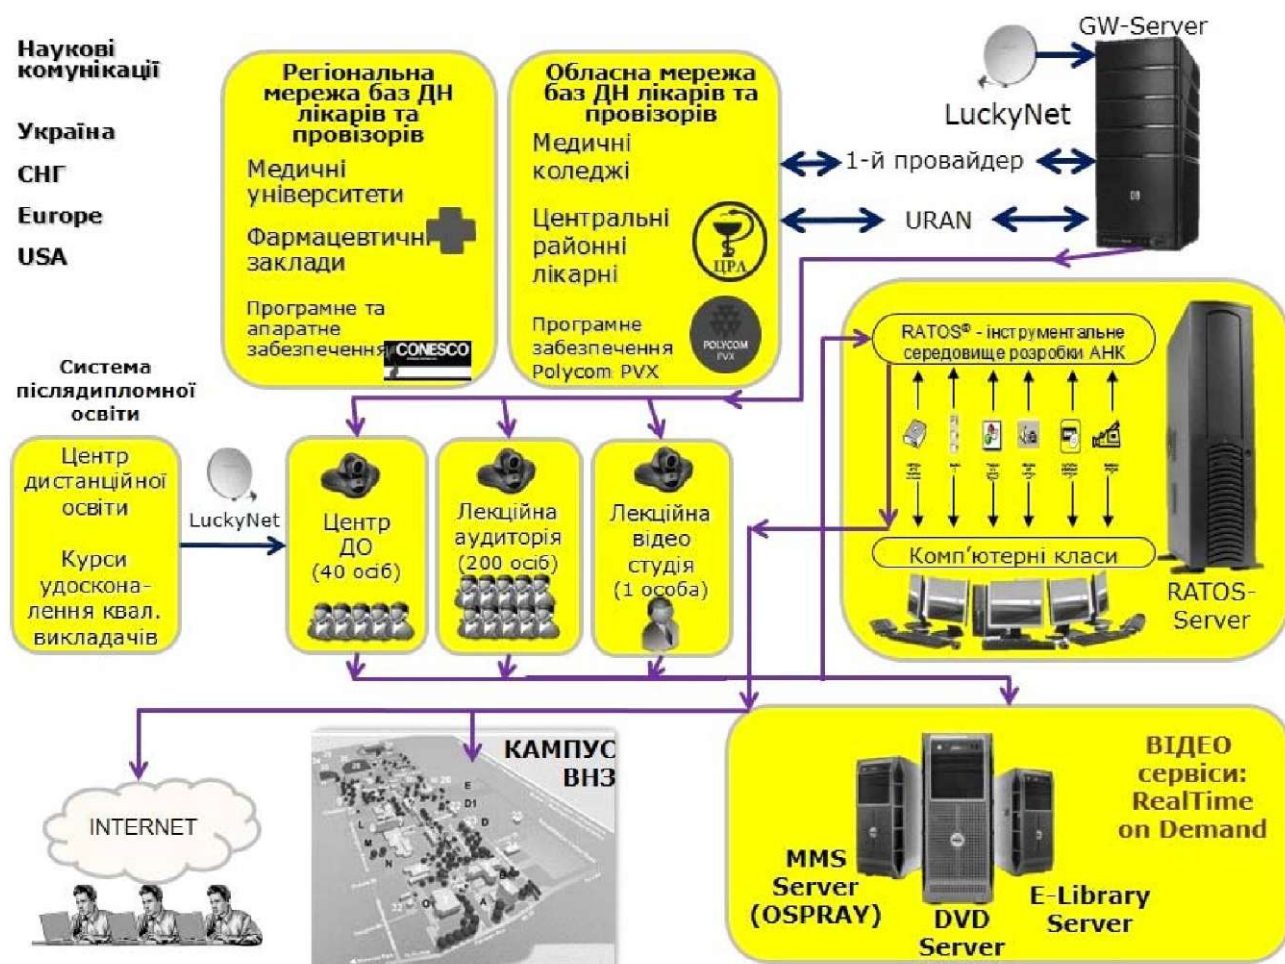 Наукові
комунікації
Україна
СНГ
Europe
USA
Регіональна
мережа баз ДН
лікарів та
провізорів
Медичні
університети
Фармацевтичні
заклади
Програмне та
апаратне
забезпечення
CONESCO
Обласна мережа
баз ДН лікарів та
провізорів
Медичні
коледжі
Центральні
районні
лікарні
ЦРЛ
Програмне
забезпечення
Polycom PVX
POLYCOM
PVX
GW-Server
LuckyNet
1-й провайдер
URAN
Система
післядипломної
освіти
Центр
дистанційної
освіти
Курси
удоскона-
лення квал.
викладачів
LuckyNet
Центр
ДО
(40 осіб)
Лекційна
аудиторія
(200 осіб)
Лекційна
відео
студія
(1 особа)
RATOS® - інструментальне
середовище розробки АНК
Комп'ютерні класи
RATOS-
Server
INTERNET
КАМПУС
ВНЗ
E
D1
D
L
M
N
O
A
B
ВІДЕО
сервіси:
RealTime
on Demand
MMS
Server
(OSPRAY)
DVD
Server
E-Library
Server